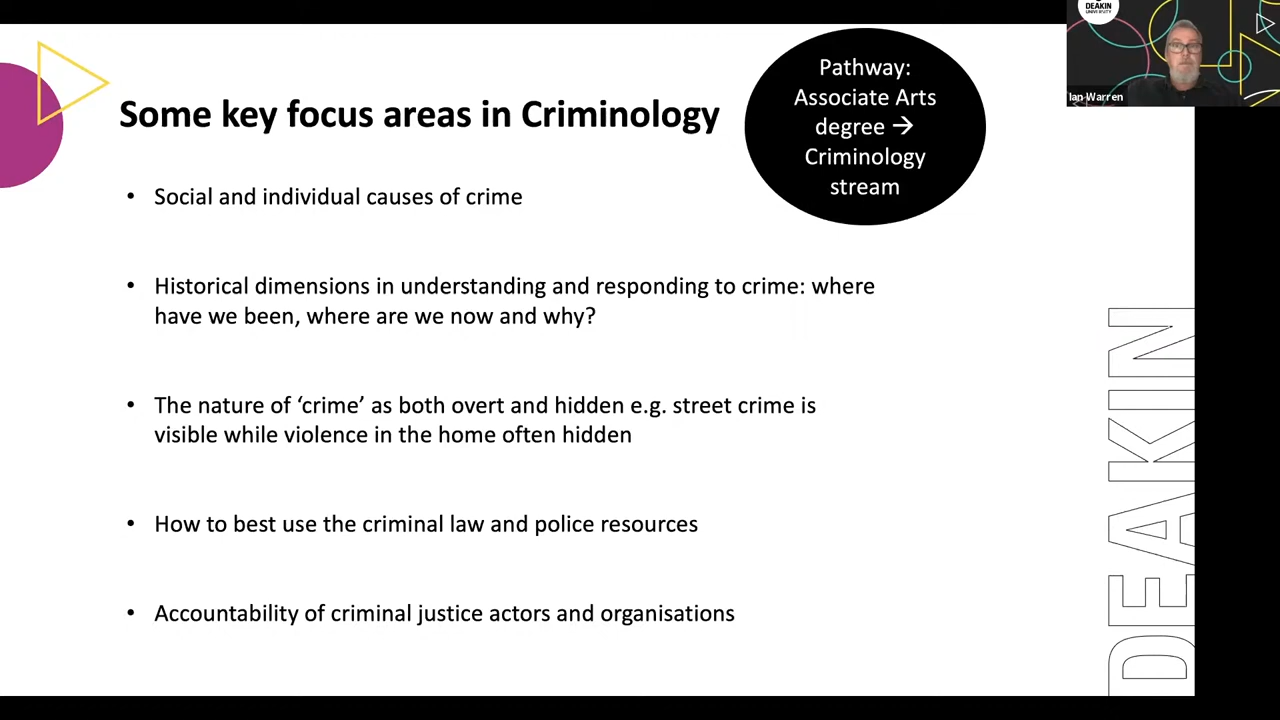 DEAKIN
UNIVERSITY
Ian Warren
Pathway:
Associate Arts
degree →
Criminology
stream
Some key focus areas in Criminology
• Social and individual causes of crime
• Historical dimensions in understanding and responding to crime: where
have we been, where are we now and why?
• The nature of ‘crime’ as both overt and hidden e.g. street crime is
visible while violence in the home often hidden
• How to best use the criminal law and police resources
• Accountability of criminal justice actors and organisations
DEAKIN